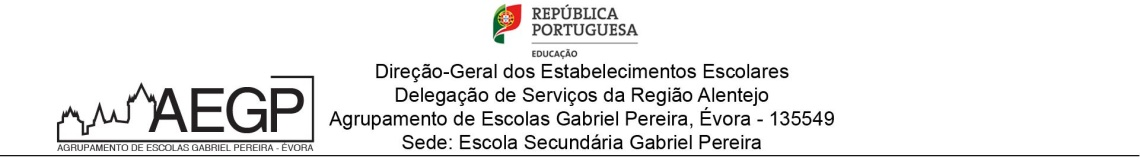 REPÚBLICA
PORTUGUESA
EDUCAÇÃO
Direção-Geral dos Estabelecimentos Escolares
Delegação de Serviços da Região Alentejo
Agrupamento de Escolas Gabriel Pereira, Évora - 135549
Sede: Escola Secundária Gabriel Pereira
AEGP
AGRUPAMENTO DE ESCOLAS GABRIEL PEREIRA - ÉVORA